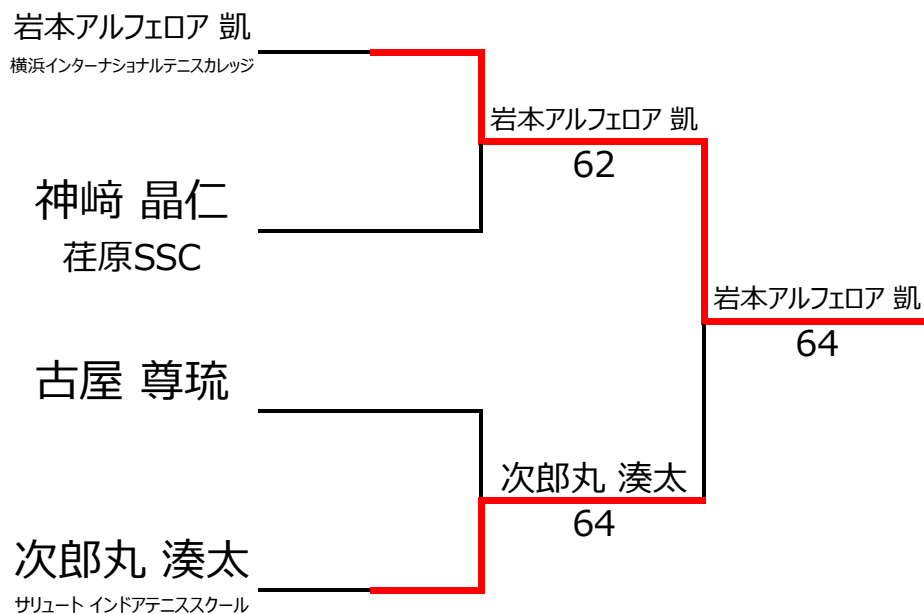 岩本アルフェロア 凱
横浜インターナショナルテニスカレッジ
岩本アルフェロア 凱
62
神﨑 晶仁
荏原SSC
岩本アルフェロア 凱
64
古屋 尊琉
次郎丸 湊太
64
次郎丸 湊太
サリュート インドアテニススクール